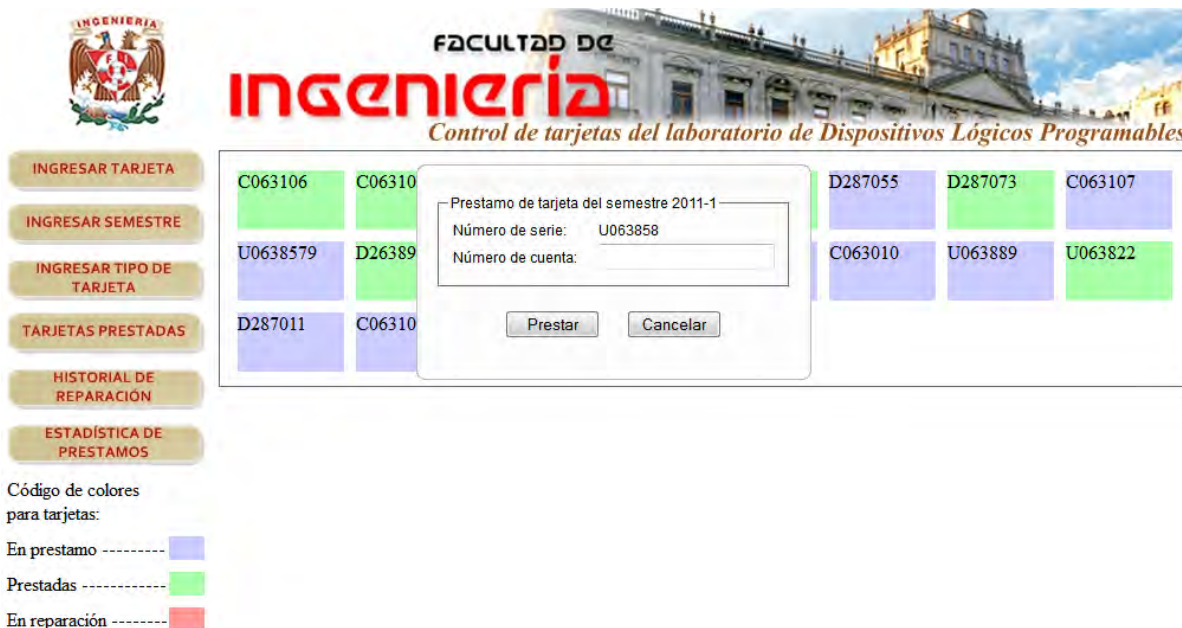 INGENIERIA
FACULTAD DE
INGENIERÍA
Control de tarjetas del laboratorio de Dispositivos Lógicos Programables
INGRESAR TARJETA
INGRESAR SEMESTRE
INGRESAR TIPO DE
TARJETA
TARJETAS PRESTADAS
HISTORIAL DE
REPARACIÓN
ESTADÍSTICA DE
PRESTAMOS
Código de colores
para tarjetas:
En prestamo ---------
Prestadas ------------
En reparación --------
C063106 C06310 D287055 D287073 C063107
U0638579 D26389 C063010 U063889 U063822
D287011 C06310
Prestamo de tarjeta del semestre 2011-1
Número de serie: U063858
Número de cuenta:
Prestar Cancelar